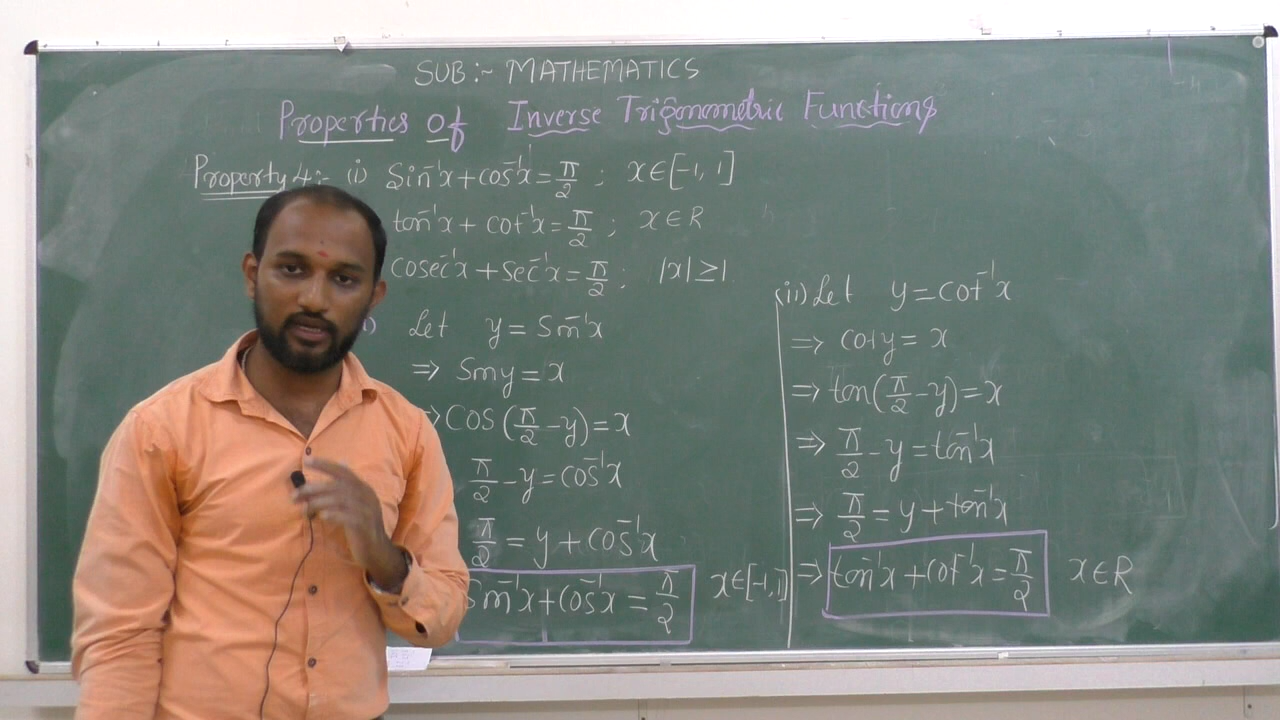 SUB :- MATHEMATICS
Properties of Inverse Trigonometric Functions
Property 4:- (i) Sin⁻¹x + cos⁻¹x = π/2 ; x ∈ [-1, 1]
tan⁻¹x + cot⁻¹x = π/2 ; x ∈ R
cosec⁻¹x + sec⁻¹x = π/2 ; |x| ≥ 1
) Let y = Sin⁻¹x
⇒ Siny = x
⇒ COS (π/2 - y) = x
π/2 - y = cos⁻¹x
π/2 = y + cos⁻¹x
Sin⁻¹x + cos⁻¹x = π/2 x ∈ [-1, 1]
(ii) Let y = cot⁻¹x
⇒ coty = x
⇒ tan(π/2 - y) = x
⇒ π/2 - y = tan⁻¹x
⇒ π/2 = y + tan⁻¹x
⇒ tan⁻¹x + cot⁻¹x = π/2 x ∈ R